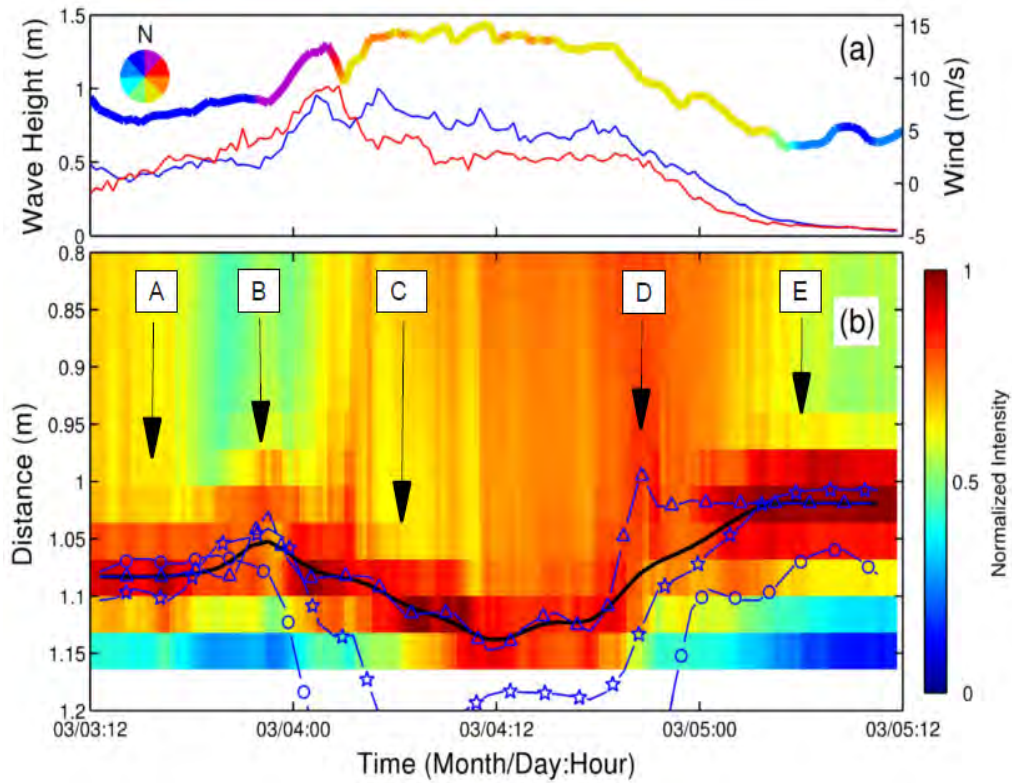 N
(a)
Wave Height (m)
1.5
1
0.5
0
15
10
5
0
-5
Wind (m/s)
A
B
C
D
E
(b)
Distance (m)
0.8
0.85
0.9
0.95
1
1.05
1.1
1.15
1.2
03/03:12
03/04:00
03/04:12
03/05:00
03/05:12
Time (Month/Day:Hour)
1
0.5
0
Normalized Intensity